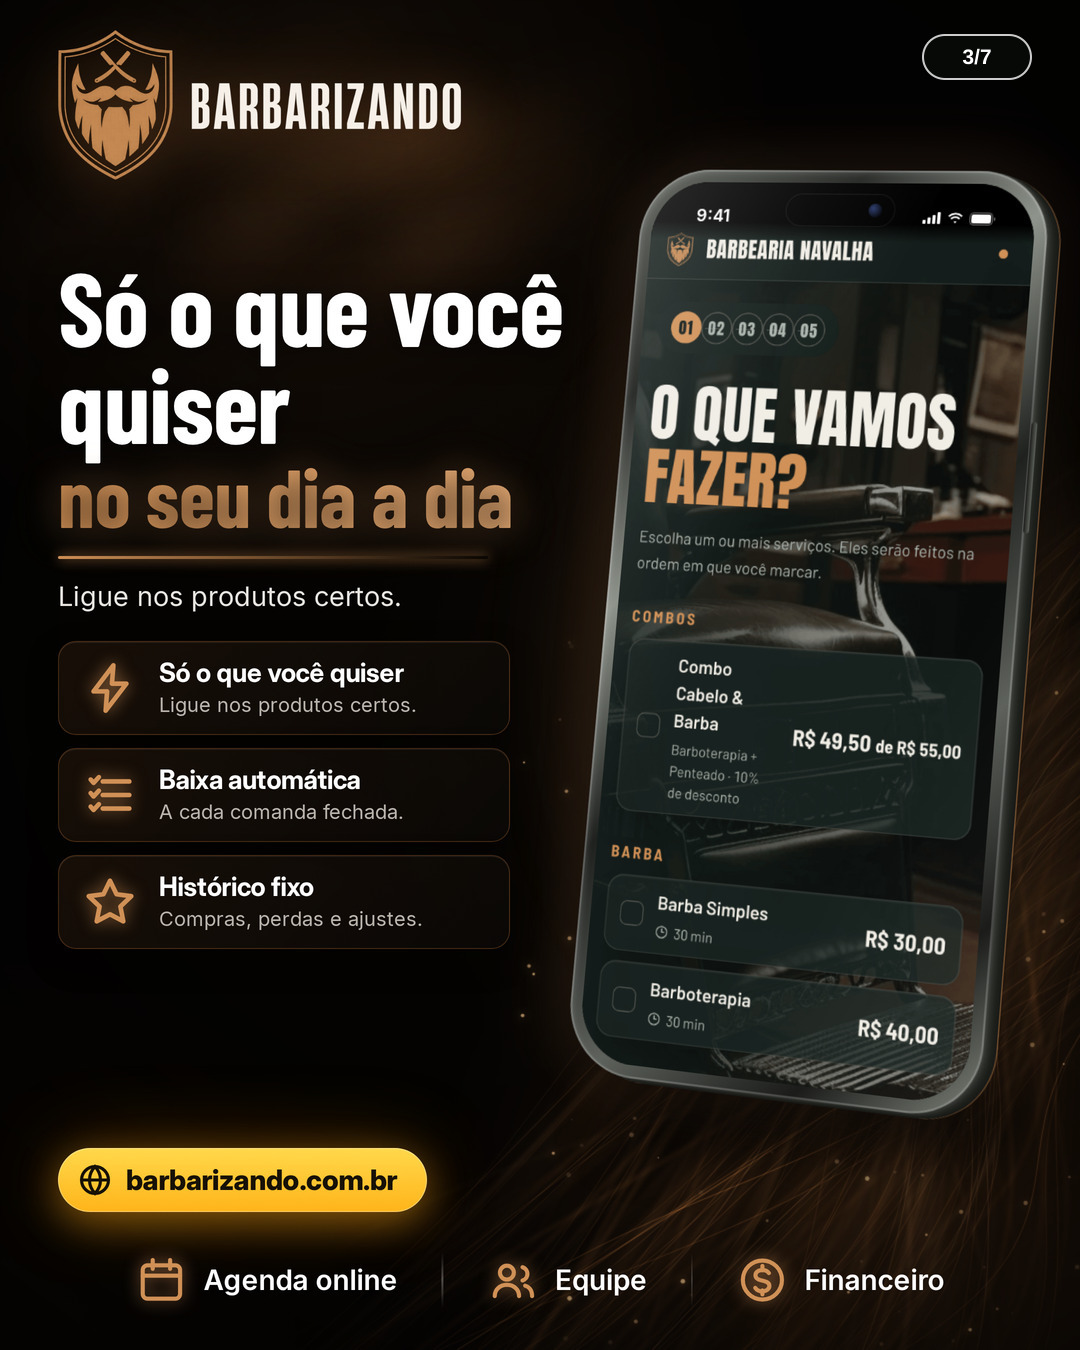 BARBARIZANDO
3/7
Só o que você
quiser
no seu dia a dia
Ligue nos produtos certos.
Só o que você quiser
Ligue nos produtos certos.
Baixa automática
A cada comanda fechada.
Histórico fixo
Compras, perdas e ajustes.
9:41
BARBEARIA NAVALHA
01 02 03 04 05
O QUE VAMOS
FAZER?
Escolha um ou mais serviços. Eles serão feitos na
ordem em que você marcar.
COMBOS
Combo
Cabelo &
Barba
Barboterapia +
Penteado · 10%
de desconto
R$ 49,50 de R$ 55,00
BARBA
Barba Simples
30 min
R$ 30,00
Barboterapia
30 min
R$ 40,00
barbarizando.com.br
Agenda online
Equipe
Financeiro